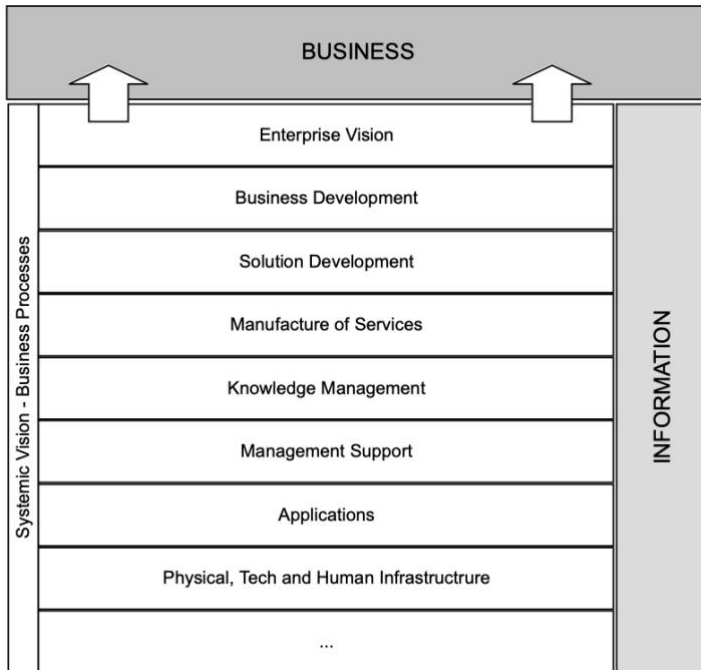 BUSINESS
Enterprise Vision
Business Development
Solution Development
Manufacture of Services
Knowledge Management
Management Support
Applications
Physical, Tech and Human Infrastructrure
...
Systemic Vision - Business Processes
INFORMATION